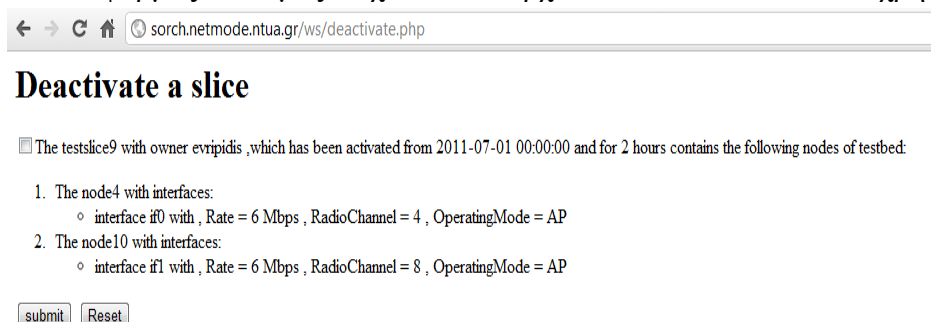 sorch.netmode.ntua.gr/ws/deactivate.php
Deactivate a slice
The testslice9 with owner evripidis ,which has been activated from 2011-07-01 00:00:00 and for 2 hours contains the following nodes of testbed:
1. The node4 with interfaces:
◦ interface if0 with , Rate = 6 Mbps , RadioChannel = 4 , OperatingMode = AP
2. The node10 with interfaces:
◦ interface if1 with , Rate = 6 Mbps , RadioChannel = 8 , OperatingMode = AP
submit Reset